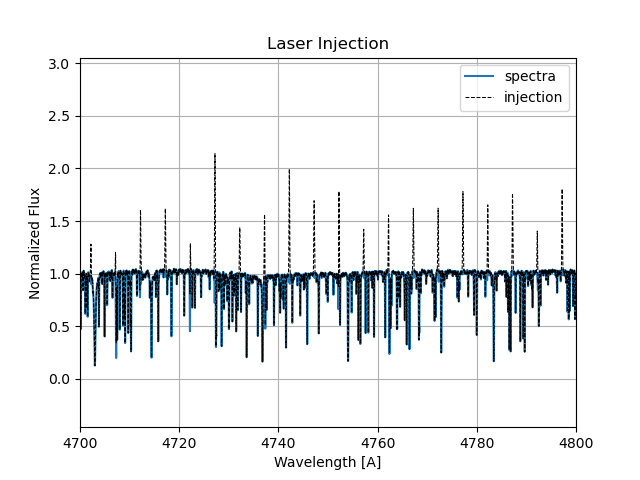 Laser Injection
spectra
injection
3.0
2.5
2.0
1.5
1.0
0.5
0.0
Normalized Flux
4700 4720 4740 4760 4780 4800
Wavelength [A]